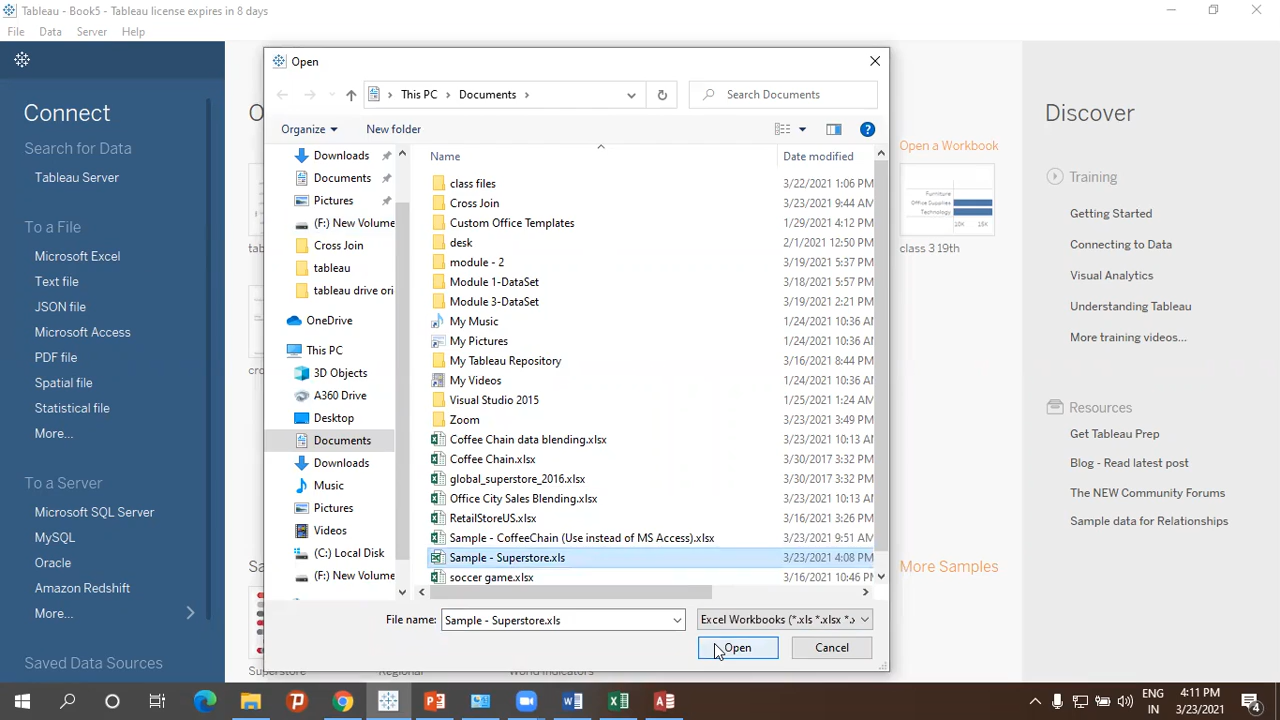 Tableau - Book5 - Tableau license expires in 8 days
File Data Server Help
Connect
Search for Data
Tableau Server
To a File
Microsoft Excel
Text file
JSON file
Microsoft Access
PDF file
Spatial file
Statistical file
More...
To a Server
Microsoft SQL Server
MySQL
Oracle
Amazon Redshift
More...
Saved Data Sources
Open
This PC Documents
Search Documents
Organize New folder
Downloads
Documents
Pictures
(F:) New Volume
Cross Join
tableau
tableau drive ori
OneDrive
This PC
3D Objects
A360 Drive
Desktop
Documents
Downloads
Music
Pictures
Videos
(C:) Local Disk
(F:) New Volume
Name Date modified
class files 3/22/2021 1:06 PM
Cross Join 3/23/2021 9:44 AM
Custom Office Templates 1/29/2021 4:12 PM
desk 2/1/2021 12:50 PM
module - 2 3/19/2021 5:37 PM
Module 1-DataSet 3/18/2021 5:57 PM
Module 3-DataSet 3/19/2021 2:21 PM
My Music 1/24/2021 10:36 AM
My Pictures 1/24/2021 10:36 AM
My Tableau Repository 3/16/2021 8:44 PM
My Videos 1/24/2021 10:36 AM
Visual Studio 2015 1/25/2021 1:24 AM
Zoom 3/23/2021 3:49 PM
Coffee Chain data blending.xlsx 3/23/2021 10:13 AM
Coffee Chain.xlsx 3/30/2017 3:32 PM
global_superstore_2016.xlsx 3/30/2017 3:32 PM
Office City Sales Blending.xlsx 3/23/2021 10:13 AM
RetailStoreUS.xlsx 3/16/2021 3:26 PM
Sample - CoffeeChain (Use instead of MS Access).xlsx 3/23/2021 9:51 AM
Sample - Superstore.xls 3/23/2021 4:08 PM
soccer game.xlsx 3/16/2021 10:46 PM
File name: Sample - Superstore.xls Excel Workbooks (*.xls *.xlsx *.x
Open Cancel
Superstore Regional World Indicators
Open a Workbook
Furniture
Office Supplies
Technology
10K 15K
class 3 19th
More Samples
Discover
Training
Getting Started
Connecting to Data
Visual Analytics
Understanding Tableau
More training videos...
Resources
Get Tableau Prep
Blog - Read latest post
The NEW Community Forums
Sample data for Relationships
ENG
IN
4:11 PM
3/23/2021
4